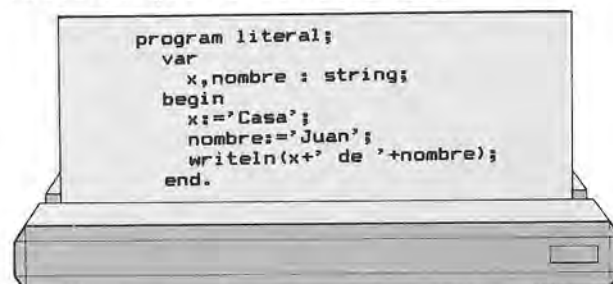 program literal;
var
x,nombre : string;
begin
x:='Casa';
nombre:='Juan';
writeln(x+' de '+nombre);
end.